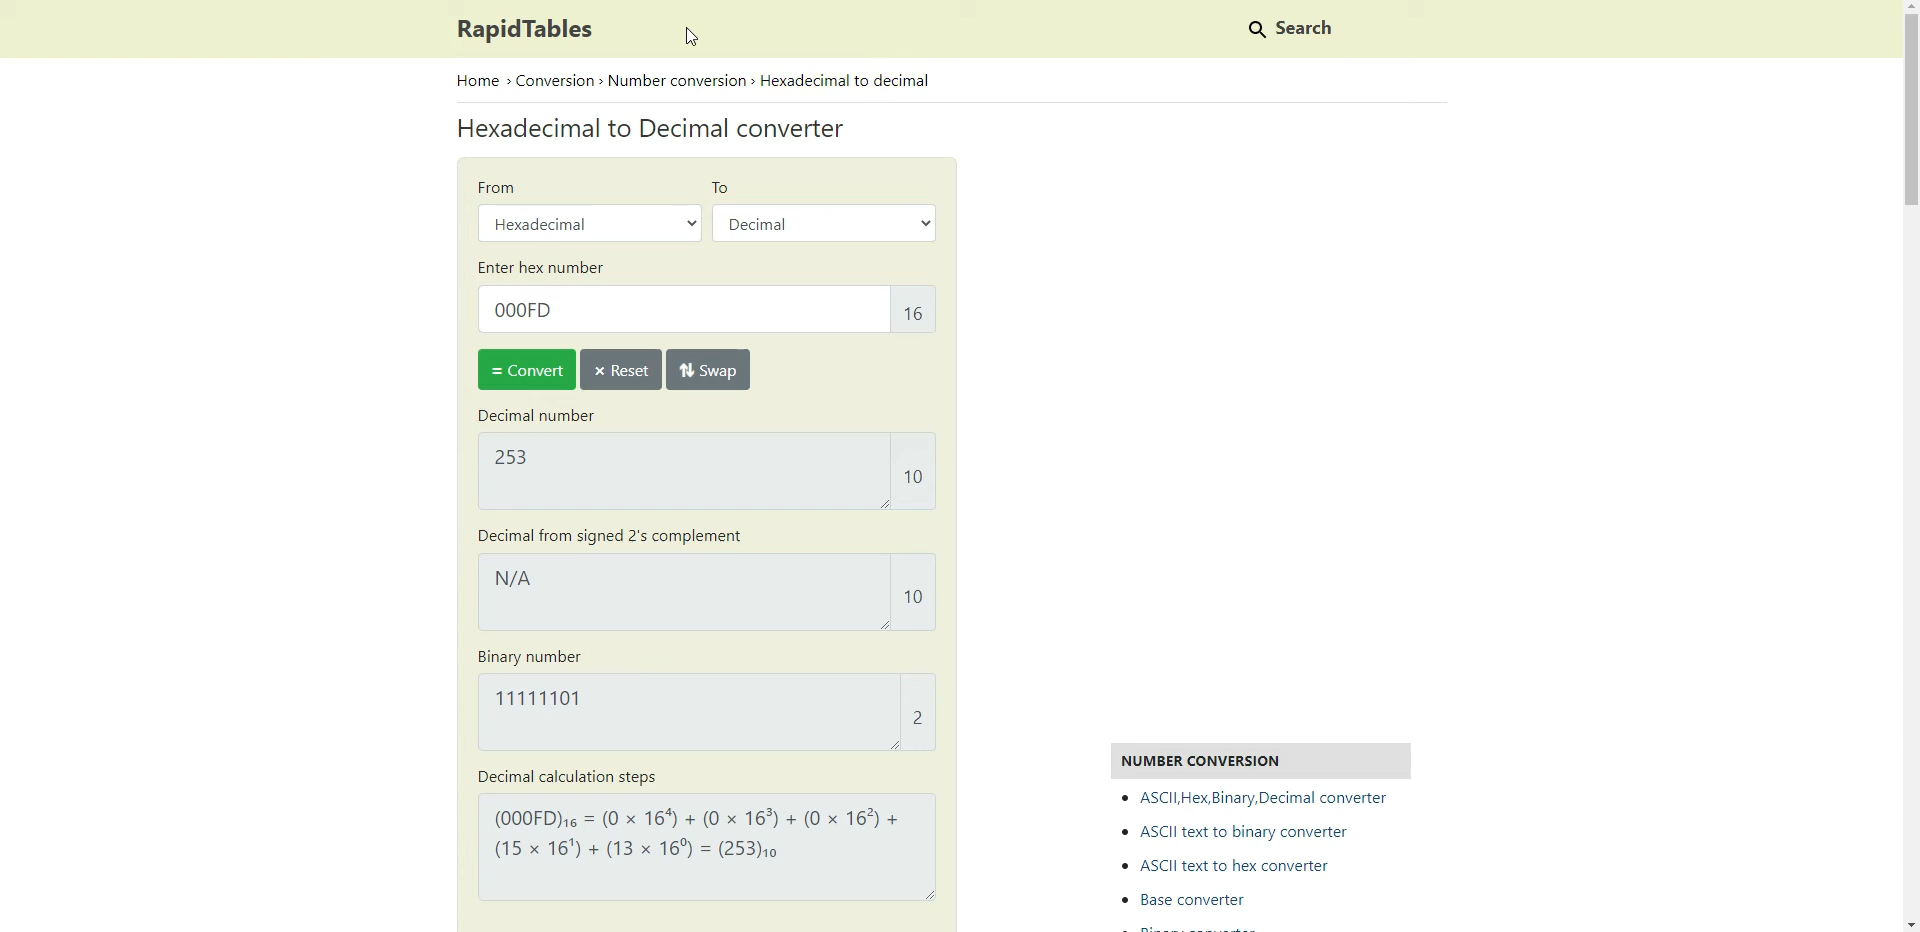 RapidTables
Search
Home › Conversion › Number conversion › Hexadecimal to decimal
Hexadecimal to Decimal converter
From To
Hexadecimal Decimal
Enter hex number
000FD 16
= Convert × Reset ⇅ Swap
Decimal number
253
10
Decimal from signed 2's complement
N/A
10
Binary number
11111101
2
Decimal calculation steps
(000FD)₁₆ = (0 × 16⁴) + (0 × 16³) + (0 × 16²) +
(15 × 16¹) + (13 × 16⁰) = (253)₁₀
NUMBER CONVERSION
• ASCII,Hex,Binary,Decimal converter
• ASCII text to binary converter
• ASCII text to hex converter
• Base converter